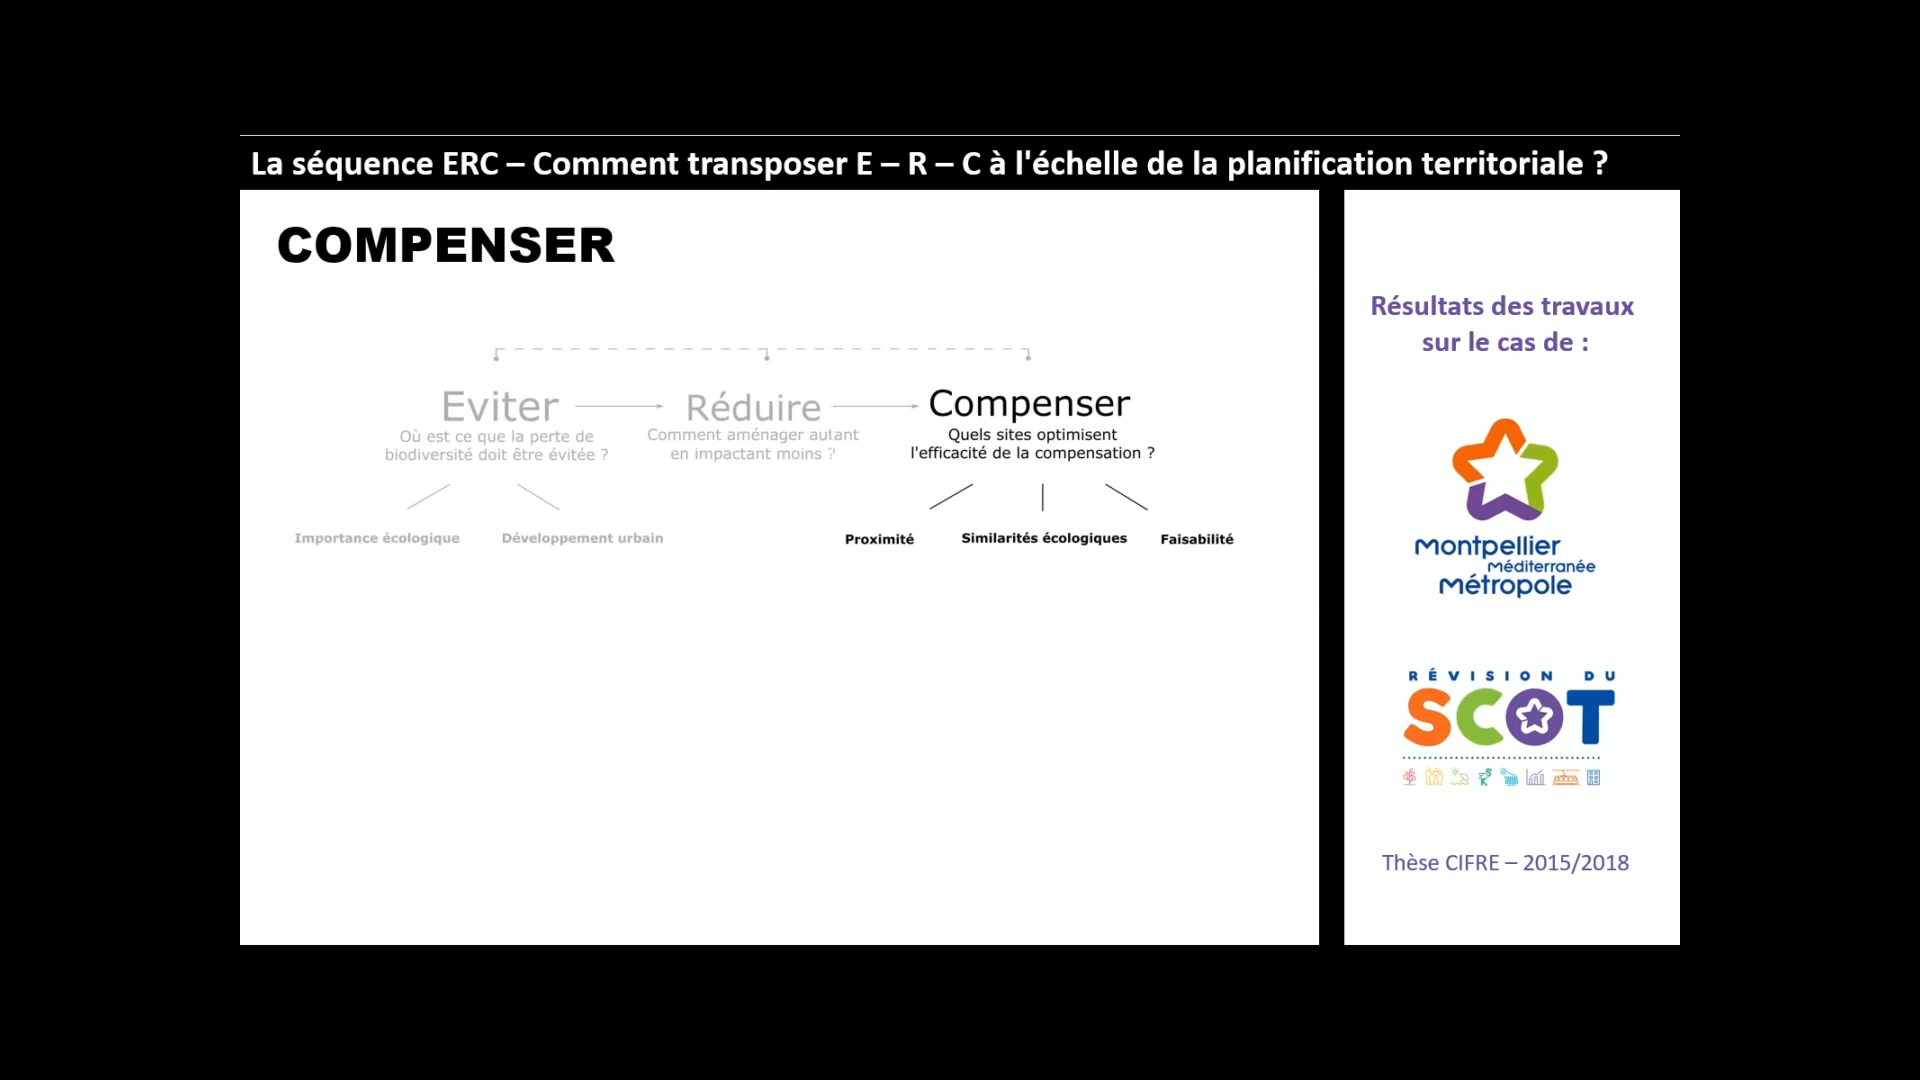 La séquence ERC – Comment transposer E – R – C à l'échelle de la planification territoriale ?
COMPENSER
Eviter
Où est ce que la perte de
biodiversité doit être évitée ?
Importance écologique
Développement urbain
Réduire
Comment aménager autant
en impactant moins ?
Compenser
Quels sites optimisent
l'efficacité de la compensation ?
Proximité
Similarités écologiques
Faisabilité
Résultats des travaux
sur le cas de :
montpellier
méditerranée
métropole
RÉVISION DU
SCOT
Thèse CIFRE – 2015/2018